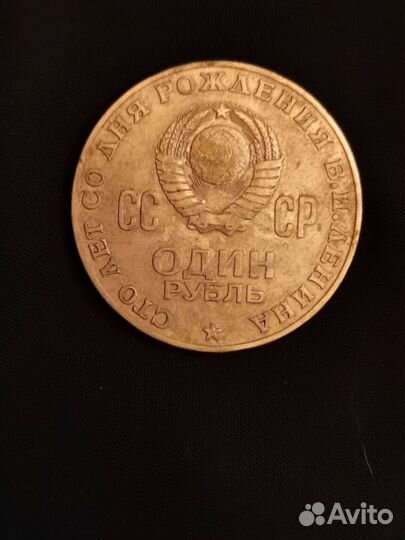 СТО ЛЕТ СО ДНЯ РОЖДЕНИЯ В.И.ЛЕНИНА
СС СР
ОДИН
РУБЛЬ
Avito